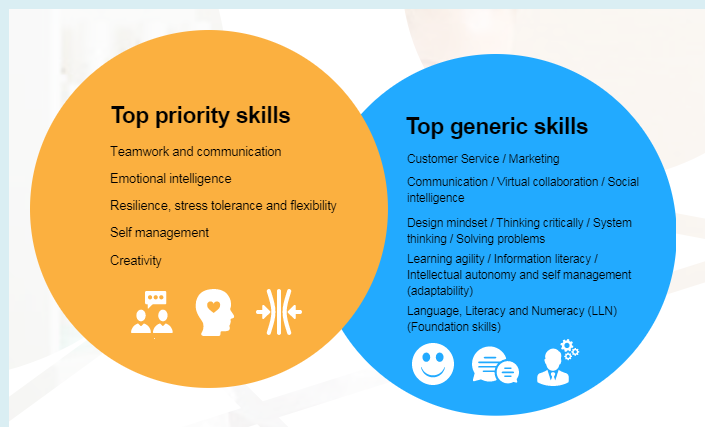 Top priority skills
Teamwork and communication
Emotional intelligence
Resilience, stress tolerance and flexibility
Self management
Creativity
Top generic skills
Customer Service / Marketing
Communication / Virtual collaboration / Social
intelligence
Design mindset / Thinking critically / System
thinking / Solving problems
Learning agility / Information literacy /
Intellectual autonomy and self management
(adaptability)
Language, Literacy and Numeracy (LLN)
(Foundation skills)